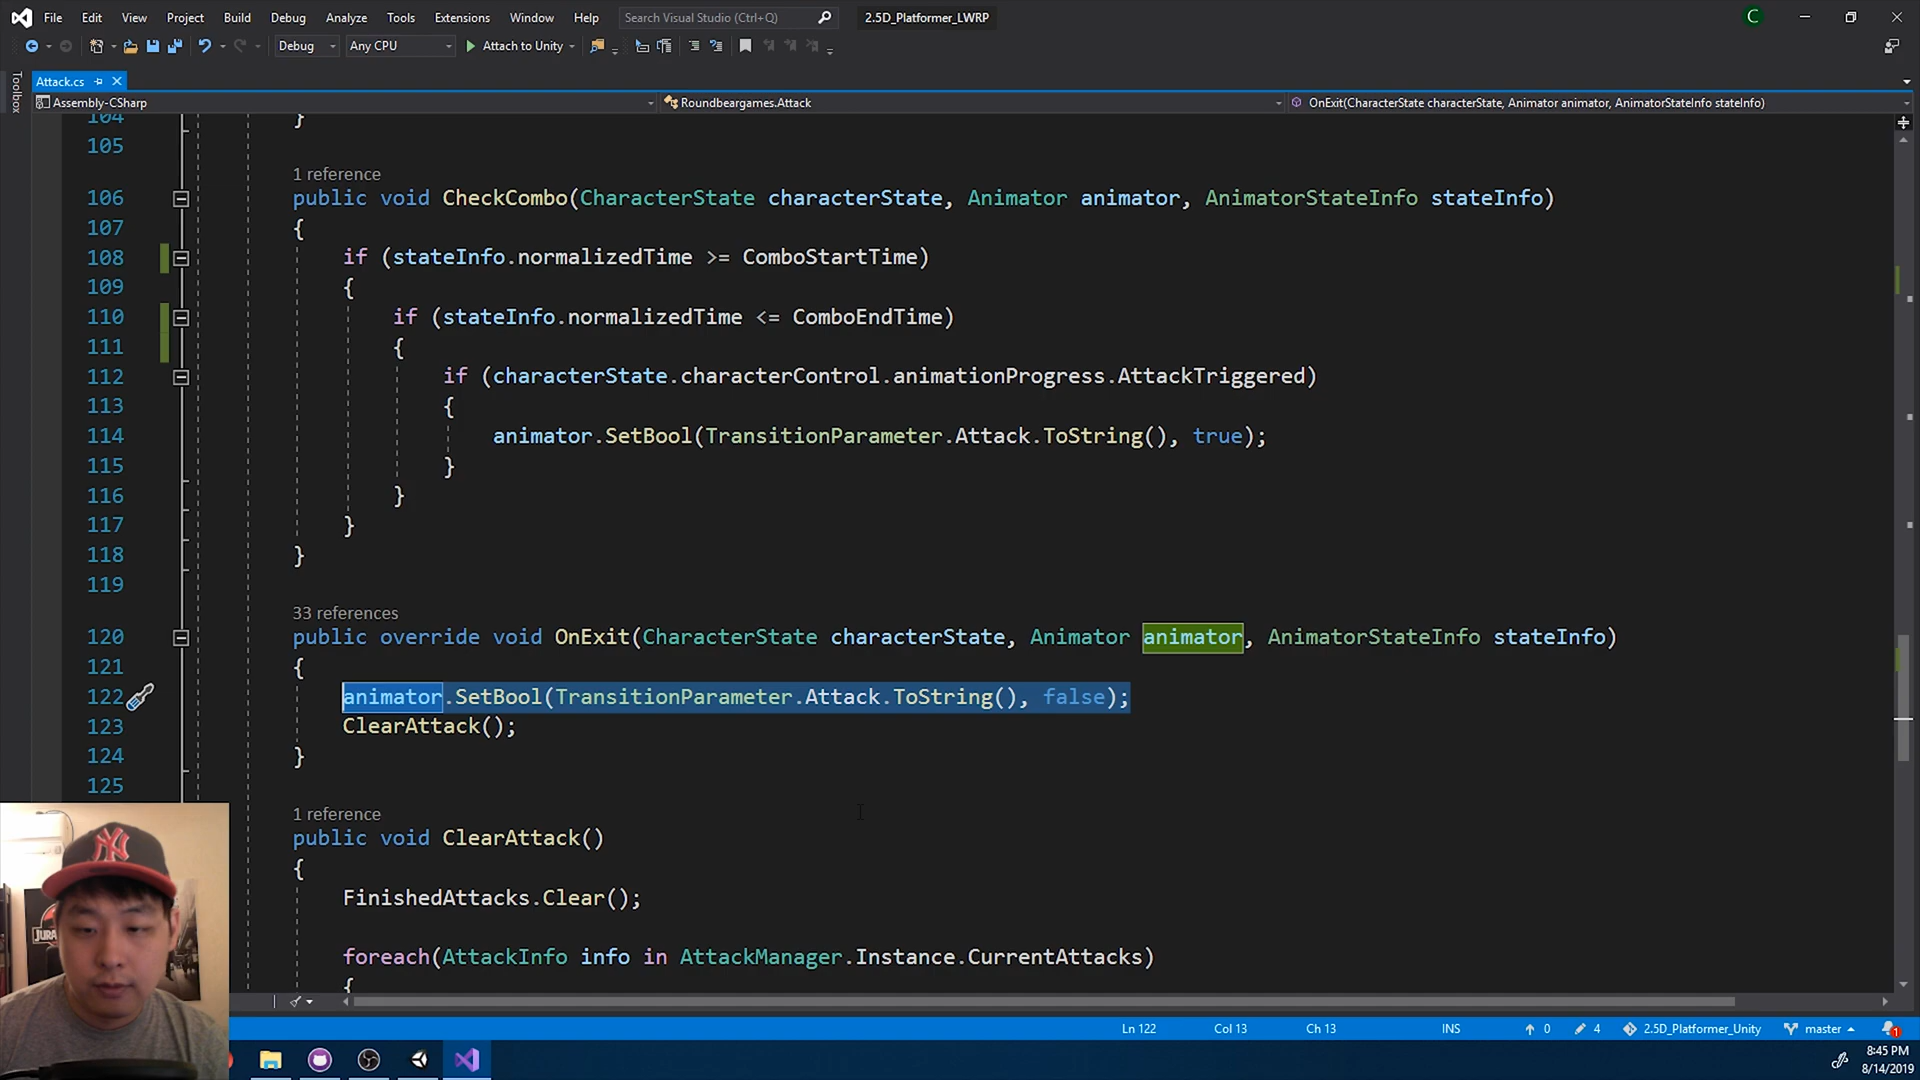 File Edit View Project Build Debug Analyze Tools Extensions Window Help Search Visual Studio (Ctrl+Q) 2.5D_Platformer_LWRP C
Debug Any CPU Attach to Unity
Toolbox
Attack.cs
Assembly-CSharp Roundbeargames.Attack OnExit(CharacterState characterState, Animator animator, AnimatorStateInfo stateInfo)
104 }
105
1 reference
106 public void CheckCombo(CharacterState characterState, Animator animator, AnimatorStateInfo stateInfo)
107 {
108 if (stateInfo.normalizedTime >= ComboStartTime)
109 {
110 if (stateInfo.normalizedTime <= ComboEndTime)
111 {
112 if (characterState.characterControl.animationProgress.AttackTriggered)
113 {
114 animator.SetBool(TransitionParameter.Attack.ToString(), true);
115 }
116 }
117 }
118 }
119
33 references
120 public override void OnExit(CharacterState characterState, Animator animator, AnimatorStateInfo stateInfo)
121 {
122 animator.SetBool(TransitionParameter.Attack.ToString(), false);
123 ClearAttack();
124 }
125
1 reference
public void ClearAttack()
{
FinishedAttacks.Clear();
foreach(AttackInfo info in AttackManager.Instance.CurrentAttacks)
{
Ln 122 Col 13 Ch 13 INS 0 4 2.5D_Platformer_Unity master 1
8:45 PM
8/14/2019